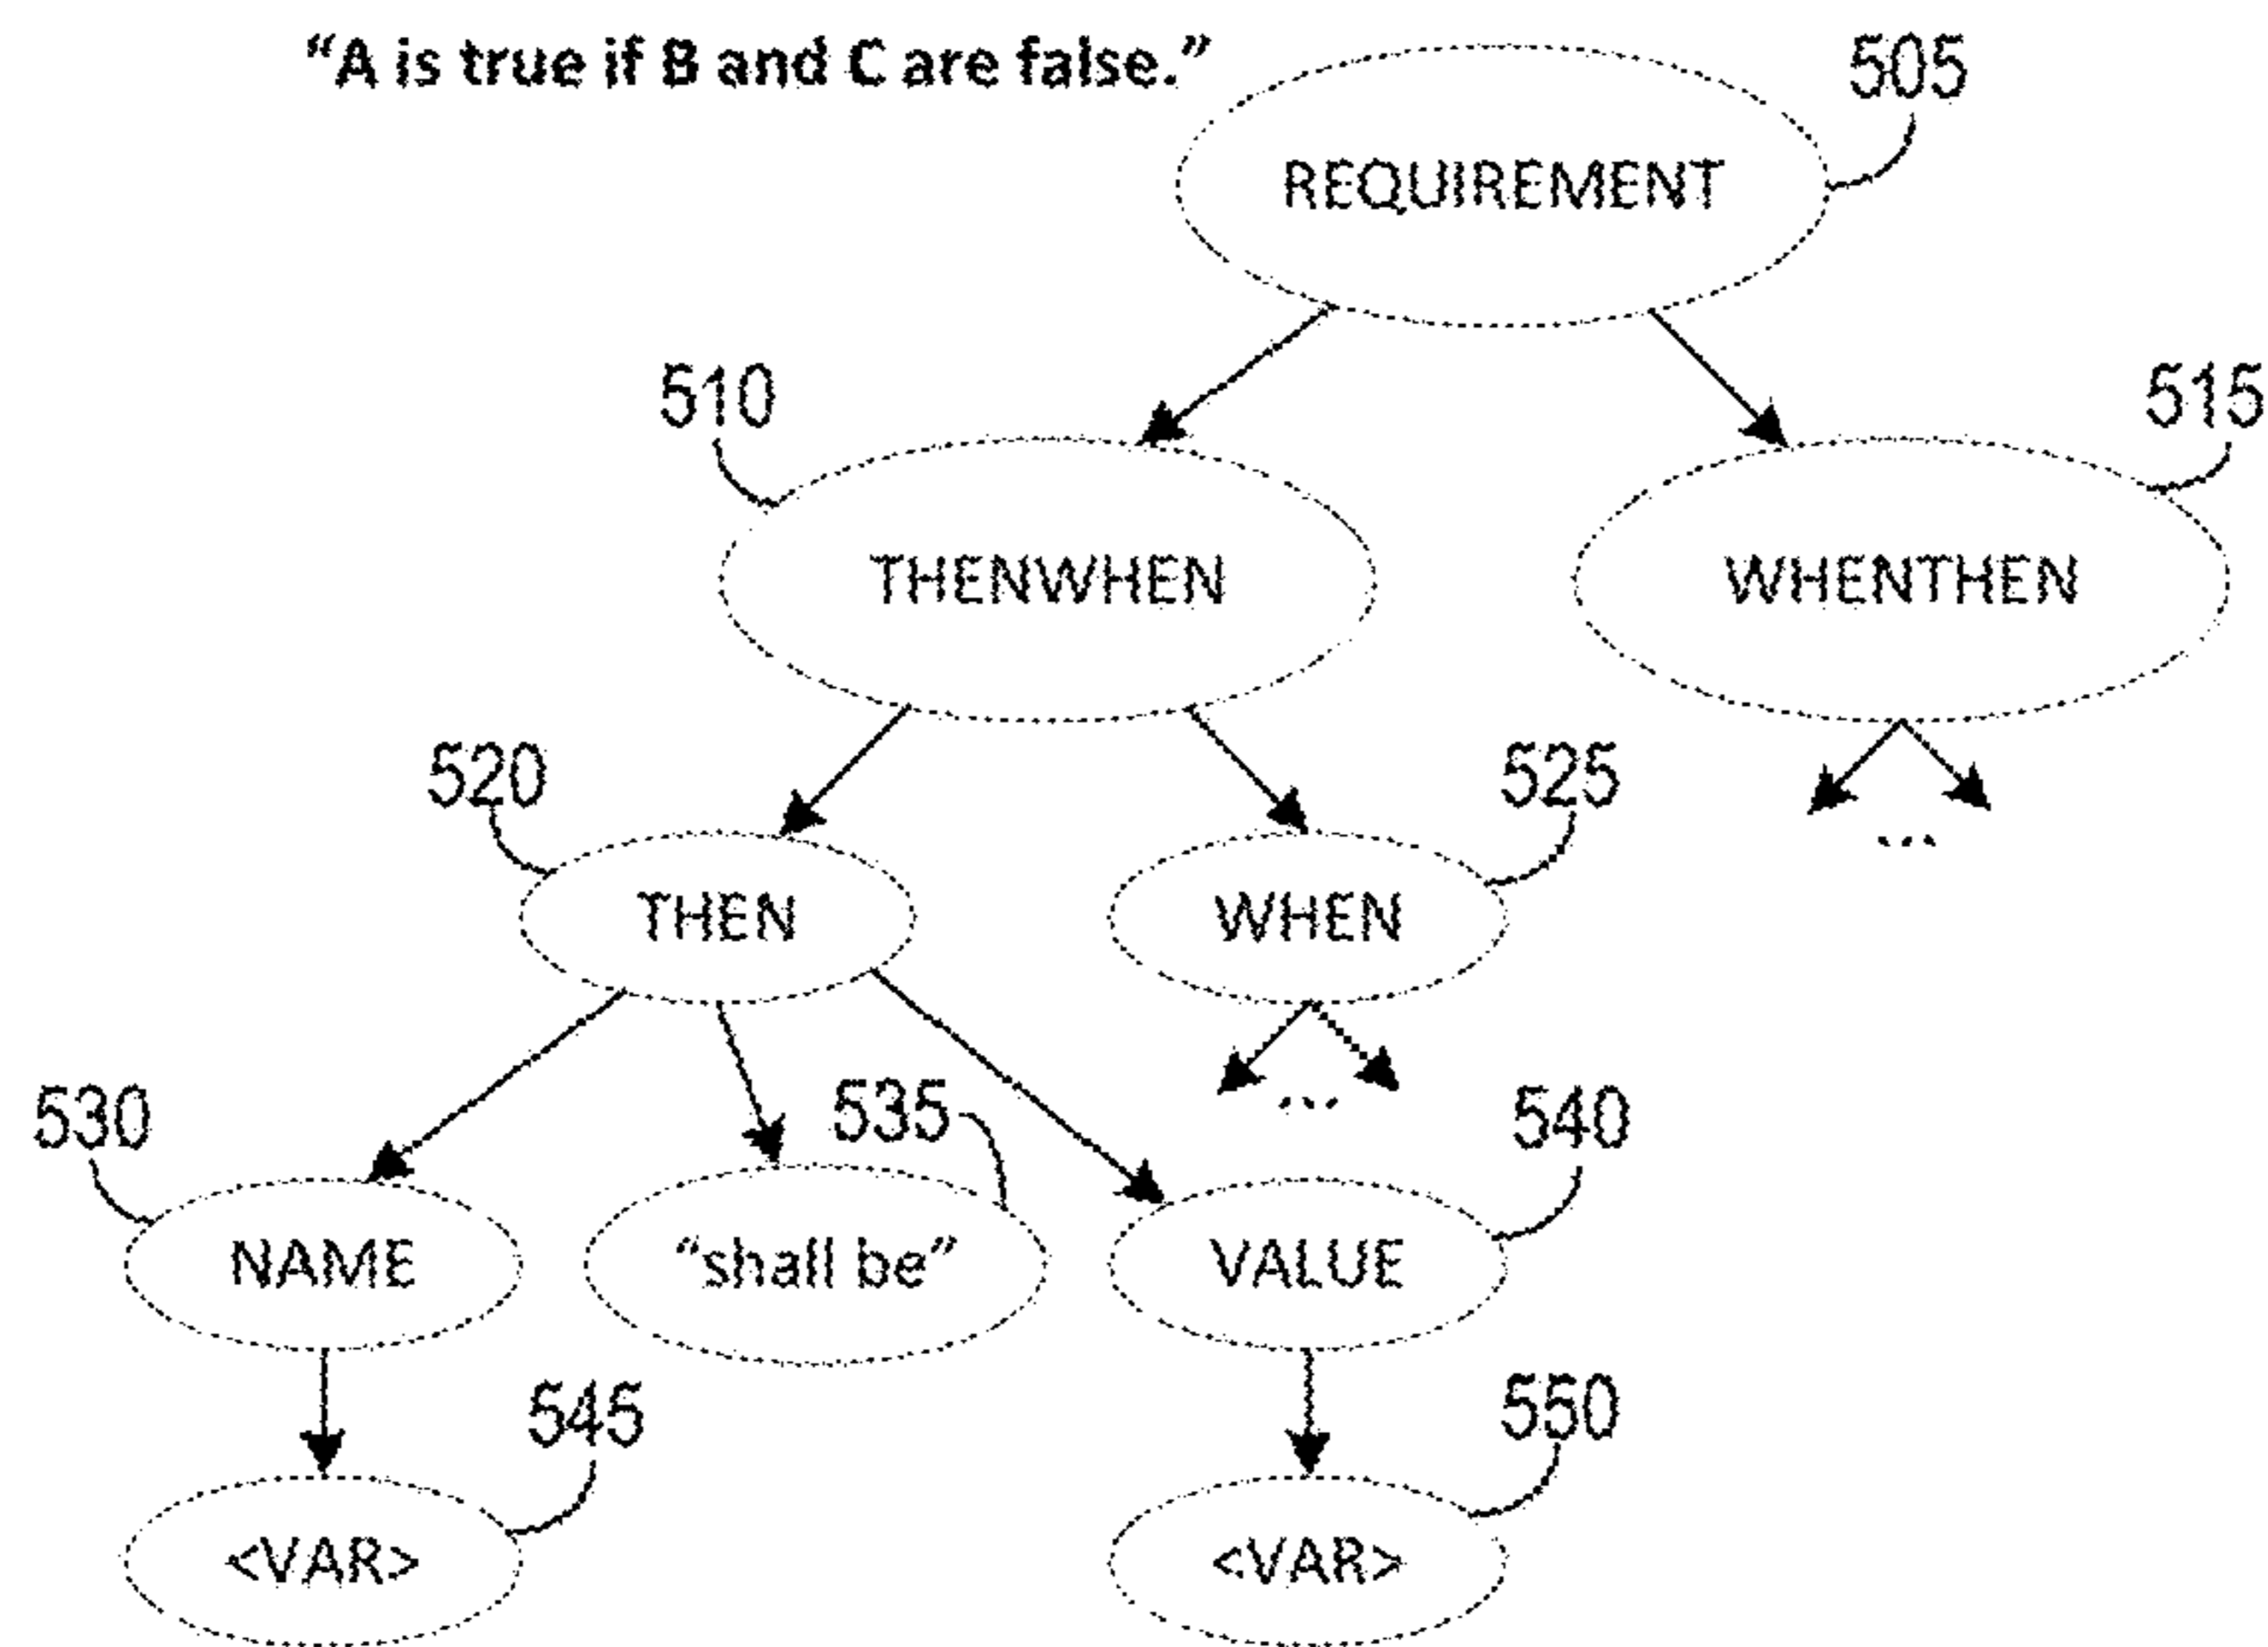 “A is true if B and C are false.”
505
REQUIREMENT
510
515
THENWHEN
WHENTHEN
520
525
...
THEN
WHEN
530
535
...
540
NAME
“shall be”
VALUE
545
550
<VAR>
<VAR>